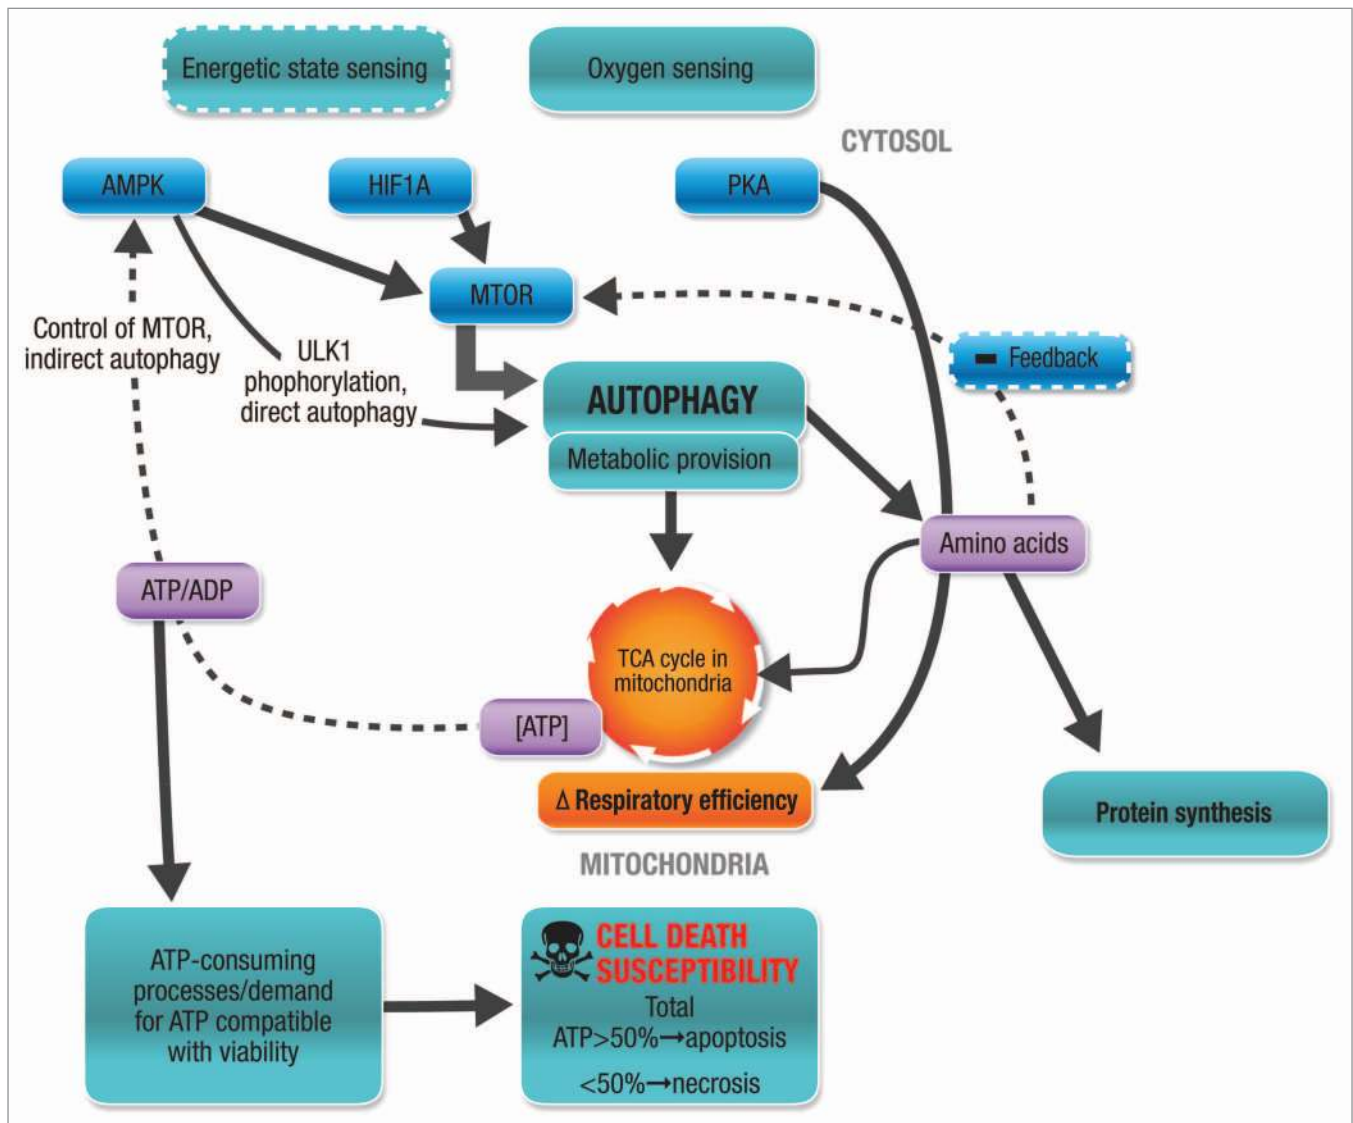 Energetic state sensing
Oxygen sensing
CYTOSOL
AMPK
HIF1A
PKA
MTOR
Control of MTOR,
indirect autophagy
ULK1
phophorylation,
direct autophagy
Feedback
AUTOPHAGY
Metabolic provision
Amino acids
ATP/ADP
TCA cycle in
mitochondria
[ATP]
Δ Respiratory efficiency
Protein synthesis
MITOCHONDRIA
ATP-consuming
processes/demand
for ATP compatible
with viability
CELL DEATH
SUSCEPTIBILITY
Total
ATP>50%→apoptosis
<50%→necrosis